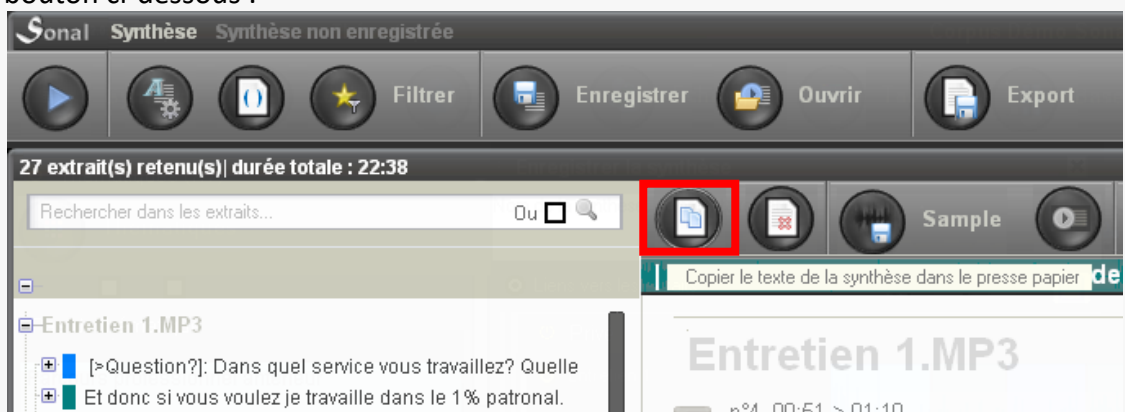 bouton ci-dessous :
Sonal Synthèse Synthèse non enregistrée
Filtrer Enregistrer Ouvrir Export
27 extrait(s) retenu(s)| durée totale : 22:38
Rechercher dans les extraits... Ou
Sample
Copier le texte de la synthèse dans le presse papier de
Entretien 1.MP3
[>Question?]: Dans quel service vous travaillez? Quelle
Et donc si vous voulez je travaille dans le 1% patronal.
Entretien 1.MP3
n°4 00:51 > 01:10